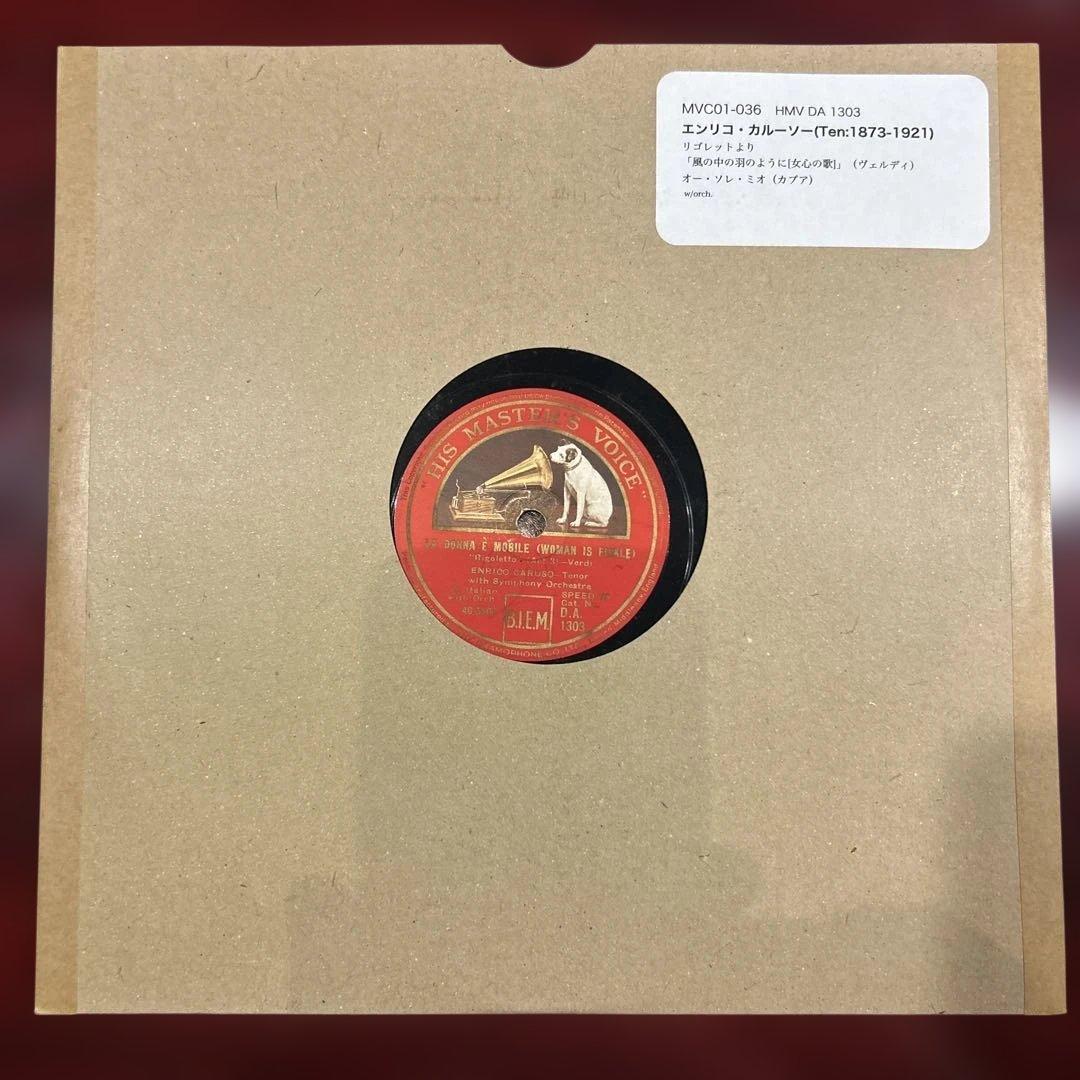 MVC01-036 HMV DA 1303
エンリコ・カルーソー(Ten:1873-1921)
リゴレットより
「風の中の羽のように[女心の歌]」（ヴェルディ）
オー・ソレ・ミオ（カプア）
w/orch.
"HIS MASTER'S VOICE"
DONNA È MOBILE (WOMAN IS FICKLE)
"Rigoletto" Verdi
ENRICO CARUSO—Tenor
with Symphony Orchestra
Italian SPEED
with Orch Cat. No
B.I.E.M. D.A.
1303
GRAMOPHONE CO. LTD.